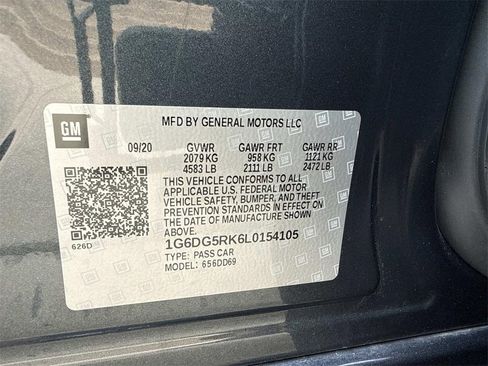 MFD BY GENERAL MOTORS LLC
GM
09/20 GVWR GAWR FRT GAWR RR
2079 KG 958 KG 1121 KG
4583 LB 2111 LB 2472 LB
THIS VEHICLE CONFORMS TO ALL
APPLICABLE U.S. FEDERAL MOTOR
VEHICLE SAFETY, BUMPER, AND THEFT
PREVENTION STANDARDS IN EFFECT ON
THE DATE OF MANUFACTURE SHOWN
ABOVE.
626D
1G6DG5RK6L0154105
TYPE: PASS CAR
MODEL: 656DD69